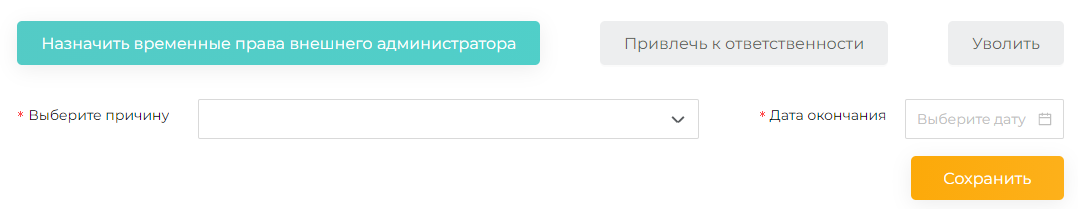 Назначить временные права внешнего администратора Привлечь к ответственности Уволить
* Выберите причину * Дата окончания Выберите дату
Сохранить